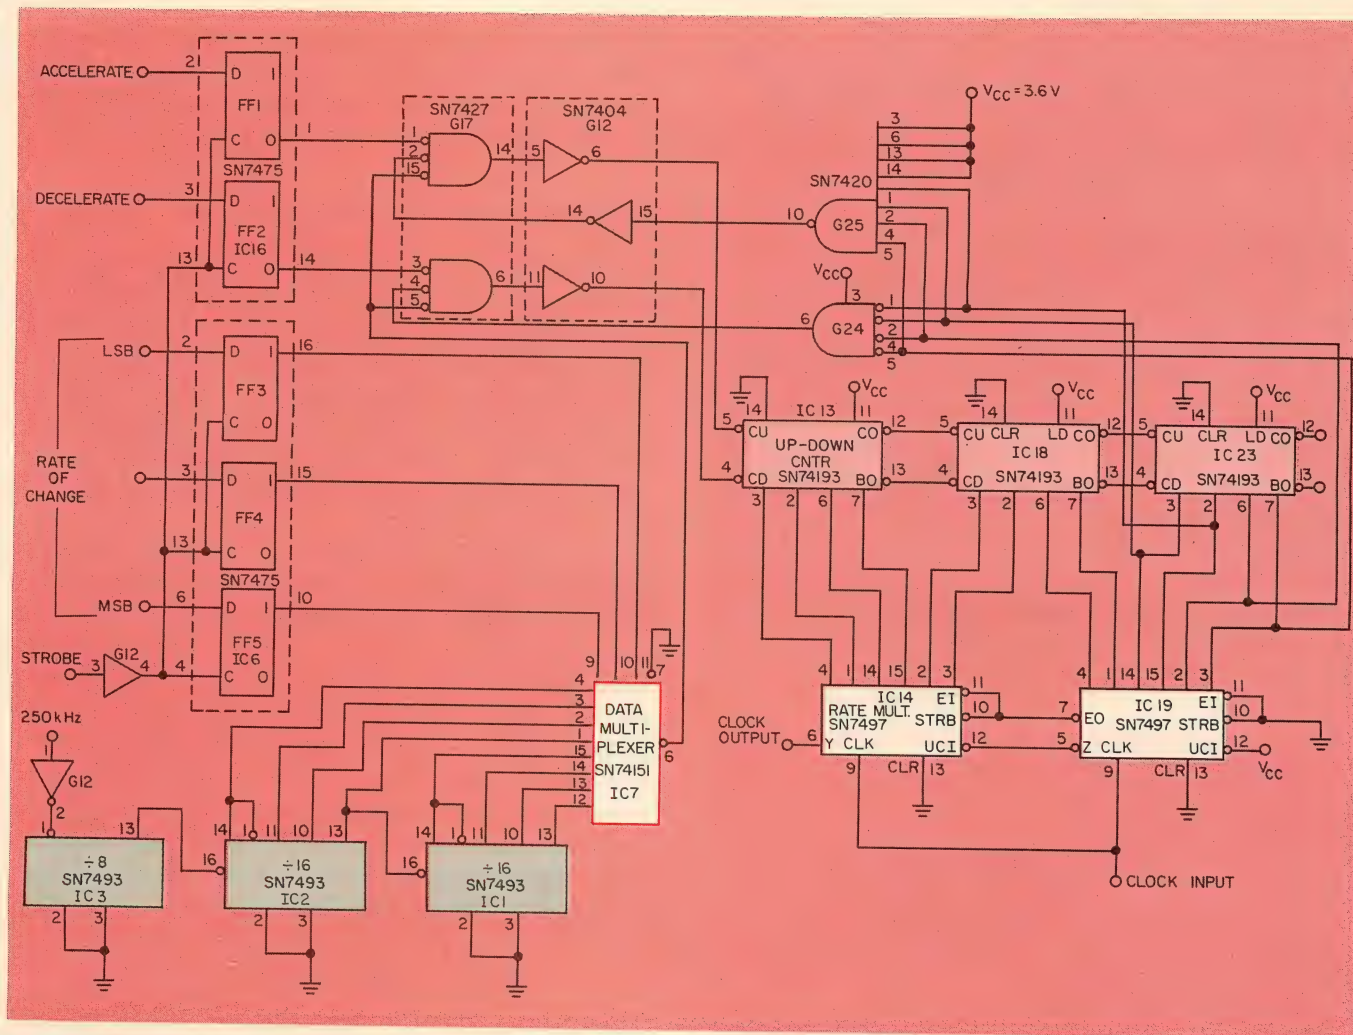 ACCELERATE
2
D I
FF1
C O
1
SN7475
DECELERATE
3
D I
FF2
IC16
13
C O
14
SN7427
G17
1
2
15
14
3
4
5
6
SN7404
G12
5
6
14
15
11
10
VCC = 3.6 V
3
6
13
14
SN7420
1
2
4
5
10
G25
VCC
3
1
2
4
5
6
G24
RATE
OF
CHANGE
LSB
2
D I
16
FF3
C O
3
D I
15
FF4
13
C O
SN7475
MSB
6
D I
10
FF5
IC6
4
C O
STROBE
3
G12
4
250 kHz
1
G12
2
1
13
÷8
SN7493
IC3
2 3
14 1 11 10 13
16
÷16
SN7493
IC2
2 3
14 1 11 10 13
16
÷16
SN7493
IC1
2 3
9 10 11 7
4
3
2
1
15
14
13
12
DATA
MULTI-
PLEXER
SN74151
IC7
6
IC 13
VCC
14
11
5
CU CO
12
UP-DOWN
CNTR
SN74193
4
CD BO
13
3 2 6 7
VCC
14
11
5
CU CLR LD CO
12
IC 18
SN74193
4
CD BO
13
3 2 6 7
VCC
14
11
5
CU CLR LD CO
12
IC 23
SN74193
4
CD BO
13
3 2 6 7
4 1 14 15 2 3
IC14
RATE MULT.
SN7497
EI
11
STRB
10
UCI
12
CLOCK
OUTPUT
6
Y CLK
9
CLR
13
4 1 14 15 2 3
IC 19
SN7497
EI
11
STRB
10
UCI
12
VCC
7
EO
5
Z CLK
9
CLR
13
CLOCK INPUT